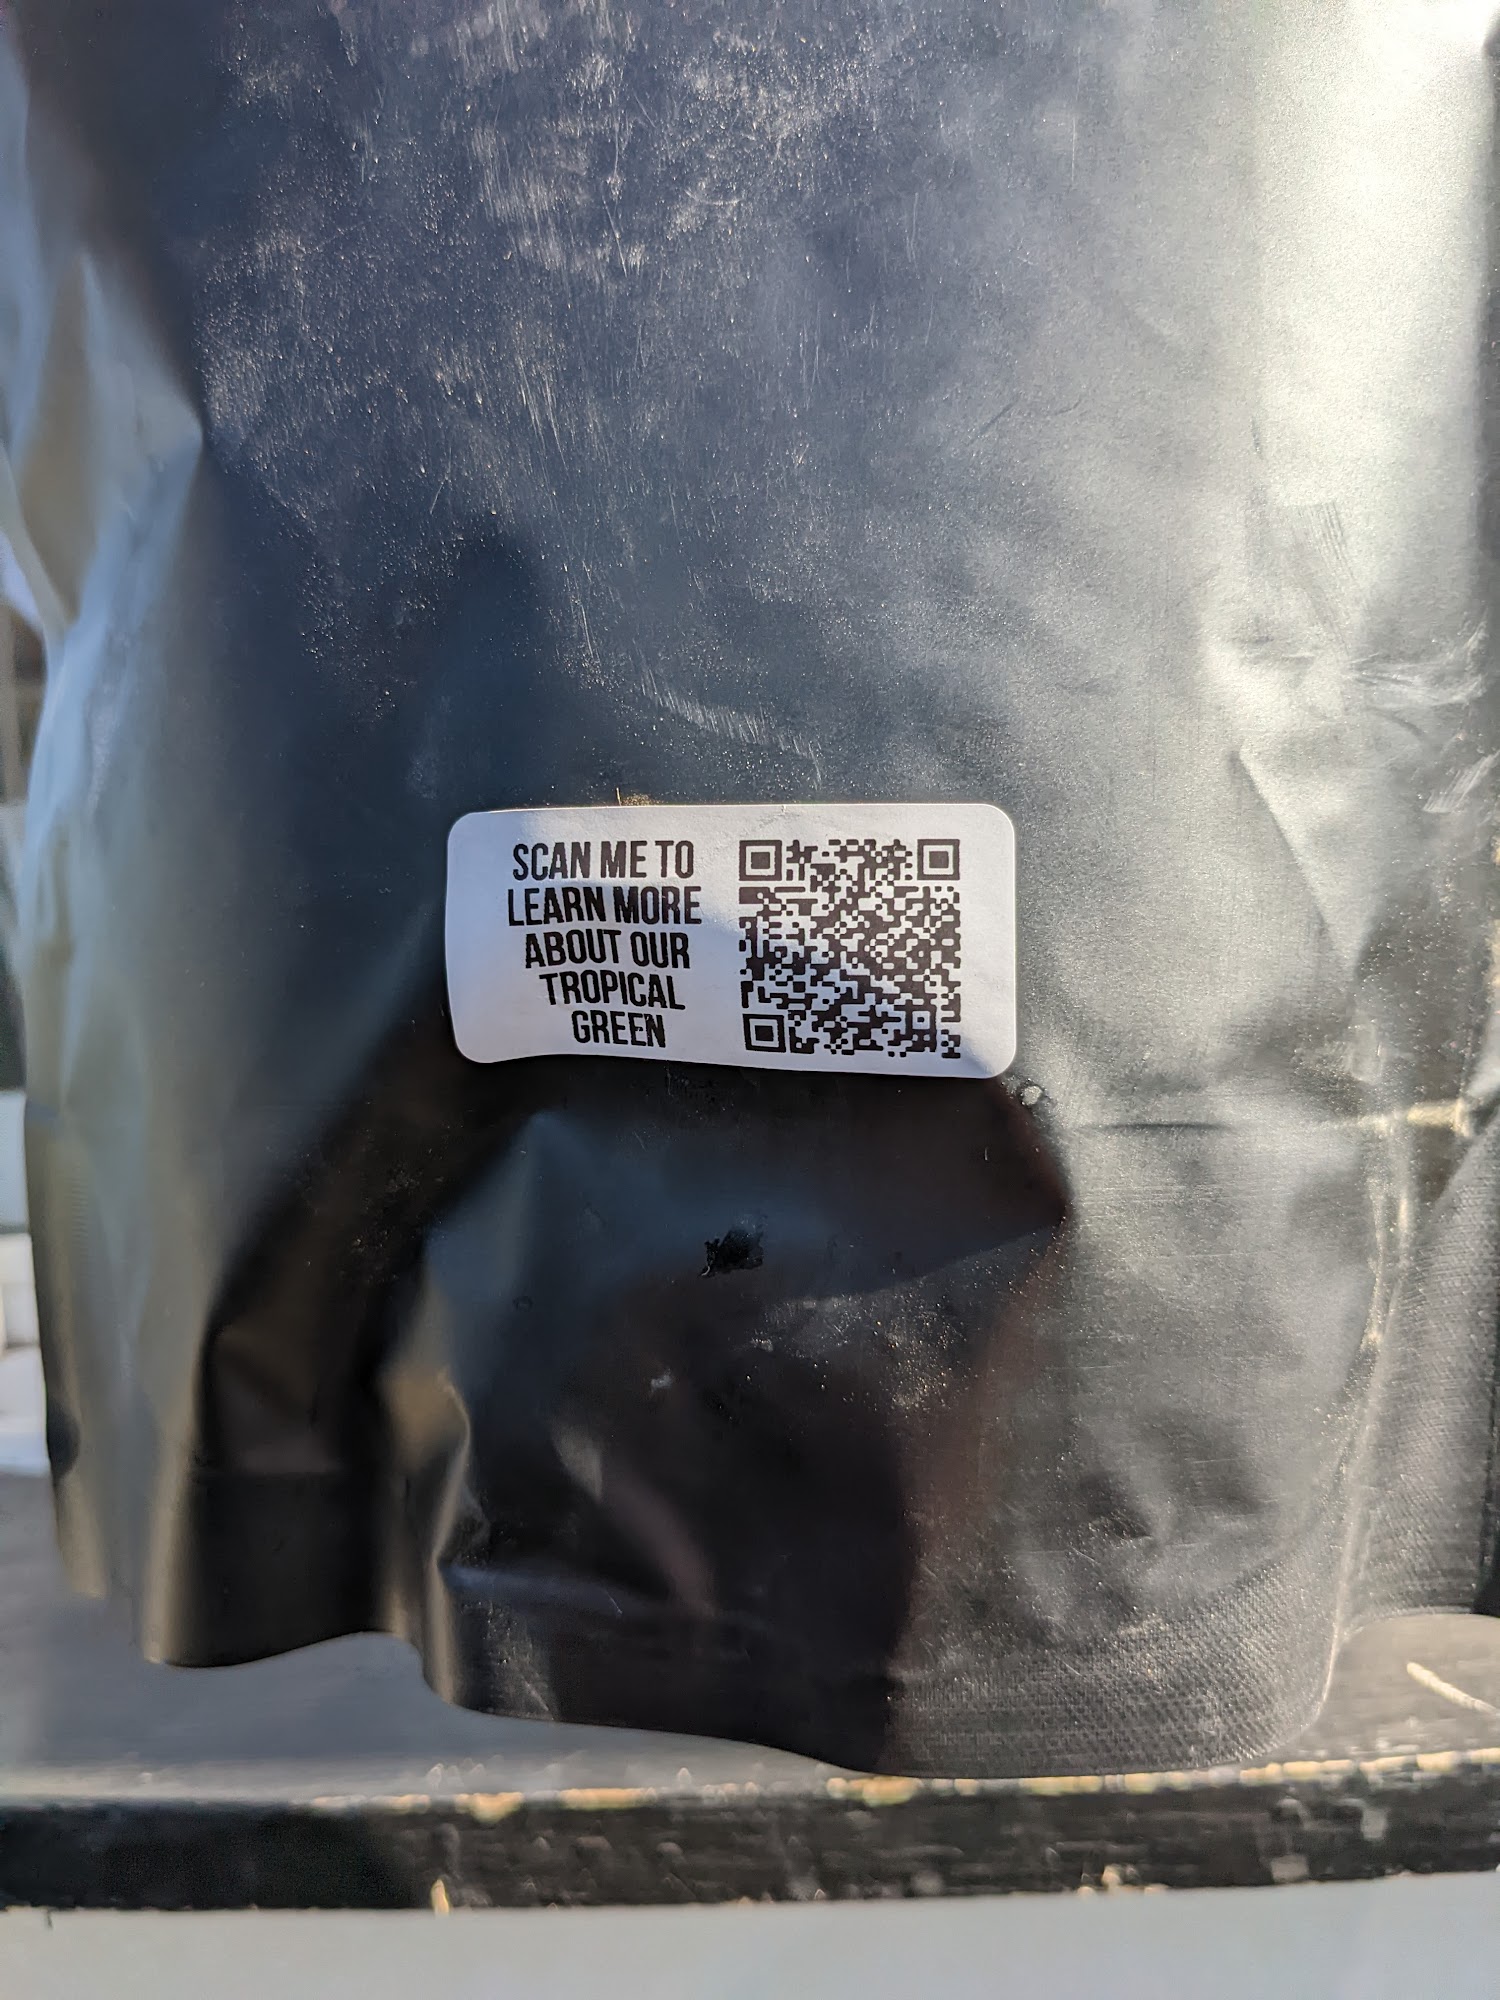 SCAN ME TO
LEARN MORE
ABOUT OUR
TROPICAL
GREEN